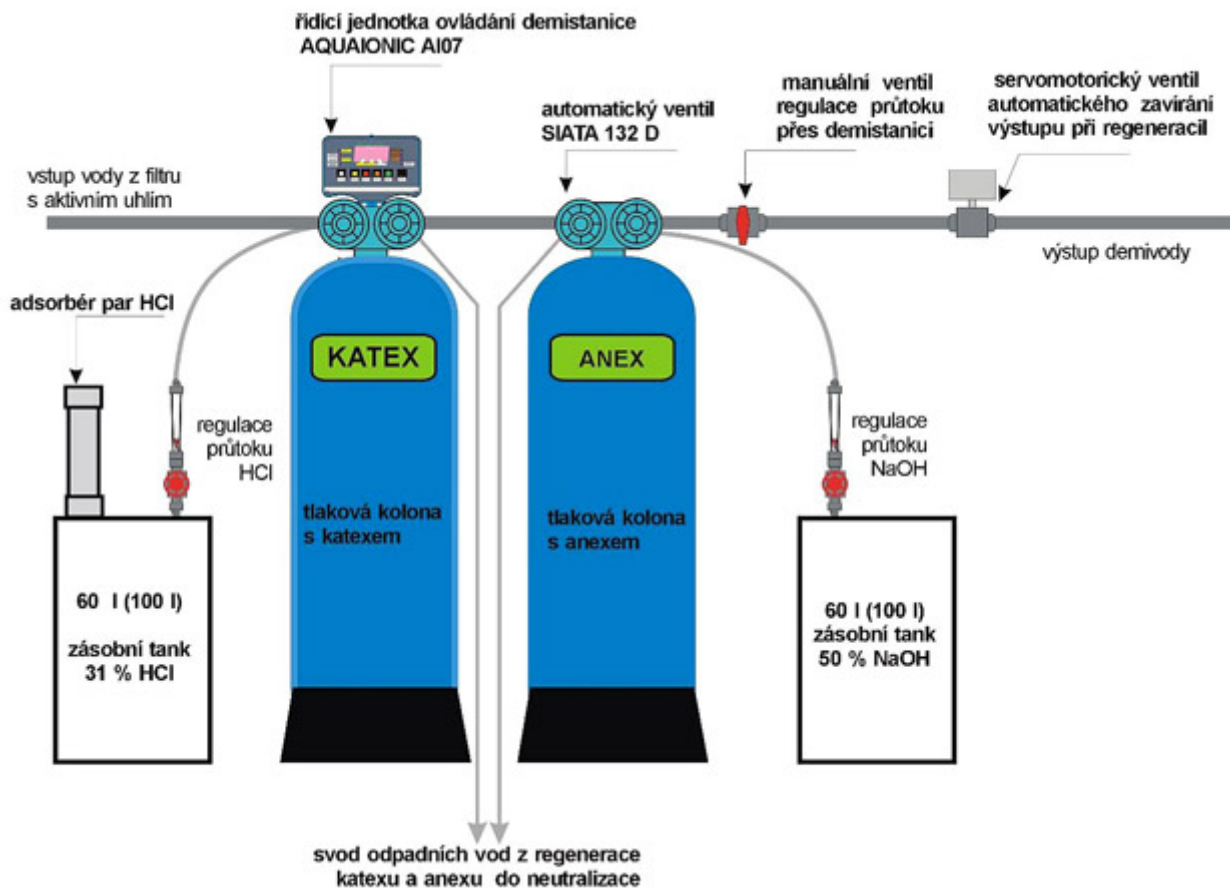 řídící jednotka ovládání demistanice
AQUAIONIC AI07
automatický ventil
SIATA 132 D
manuální ventil
regulace průtoku
přes demistanici
servomotorický ventil
automatického zavírání
výstupu při regeneracil
vstup vody z filtru
s aktivním uhlím
výstup demivody
adsorbér par HCl
KATEX
ANEX
regulace
průtoku
HCl
regulace
průtoku
NaOH
tlaková kolona
s katexem
tlaková kolona
s anexem
60 l (100 l)
zásobní tank
31 % HCl
60 l (100 l)
zásobní tank
50 % NaOH
svod odpadních vod z regenerace
katexu a anexu do neutralizace